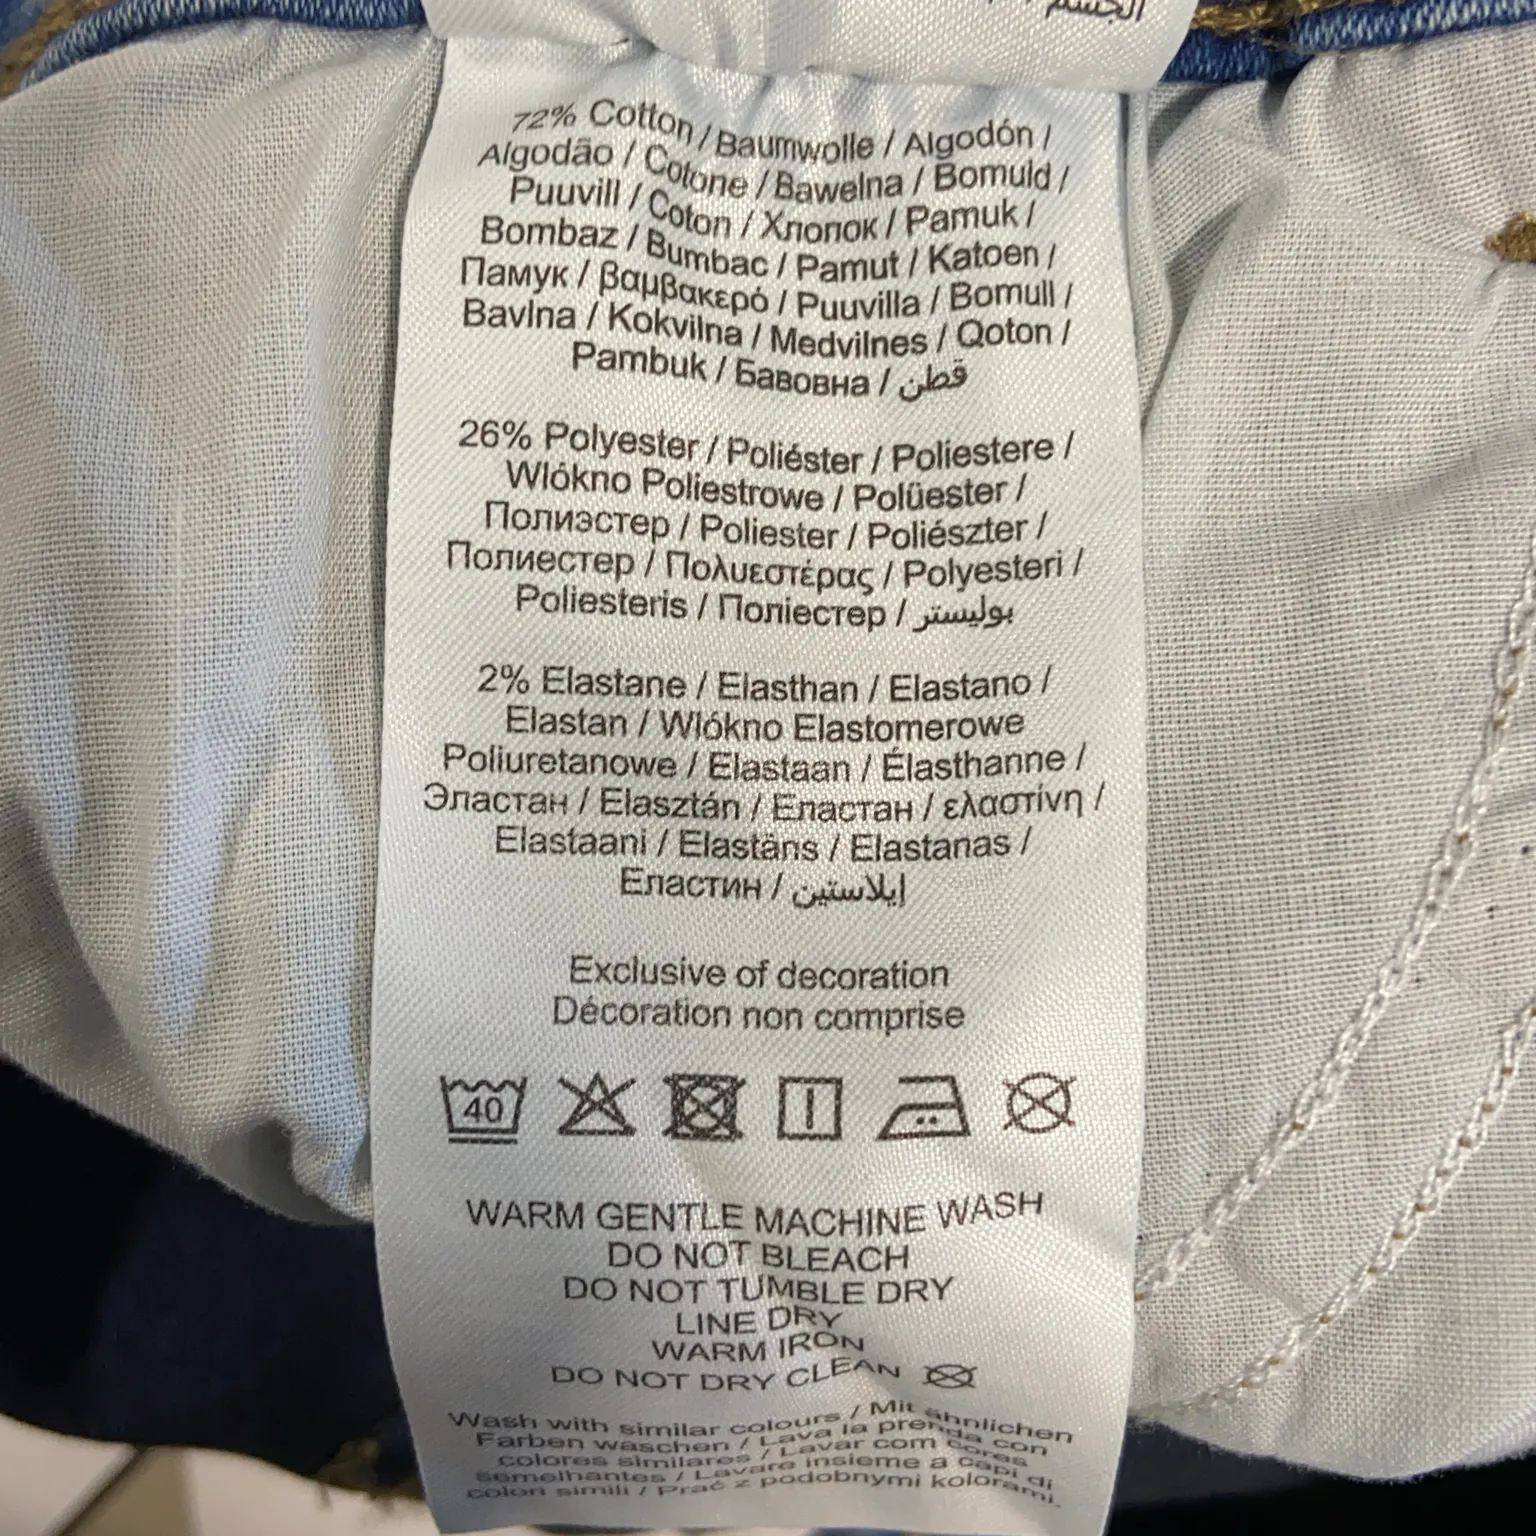 الجسم
72% Cotton / Baumwolle / Algodón /
Algodão / Cotone / Bawełna / Bomuld /
Puuvill / Coton / Хлопок / Pamuk /
Bombaz / Bumbac / Pamut / Katoen /
Памук / βαμβακερό / Puuvilla / Bomull /
Bavlna / Kokvilna / Medvilnes / Qoton /
Pambuk / Бавовна / قطن
26% Polyester / Poliéster / Poliestere /
Wlókno Poliestrowe / Polüester /
Полиэстер / Poliester / Poliészter /
Полиестер / Πολυεστέρας / Polyesteri /
Poliesteris / Поліестер / بوليستر
2% Elastane / Elasthan / Elastano /
Elastan / Wlókno Elastomerowe
Poliuretanowe / Elastaan / Élasthanne /
Эластан / Elasztán / Еластан / ελαστίνη /
Elastaani / Elastāns / Elastanas /
Еластин / إيلاستين
Exclusive of decoration
Décoration non comprise
40
WARM GENTLE MACHINE WASH
DO NOT BLEACH
DO NOT TUMBLE DRY
LINE DRY
WARM IRON
DO NOT DRY CLEAN
Wash with similar colours / Mit ähnlichen
Farben waschen / Lava la prenda con
colores similares / Lavar com cores
semelhantes / Lavare insieme a capi di
colori simili / Prać z podobnymi kolorami.